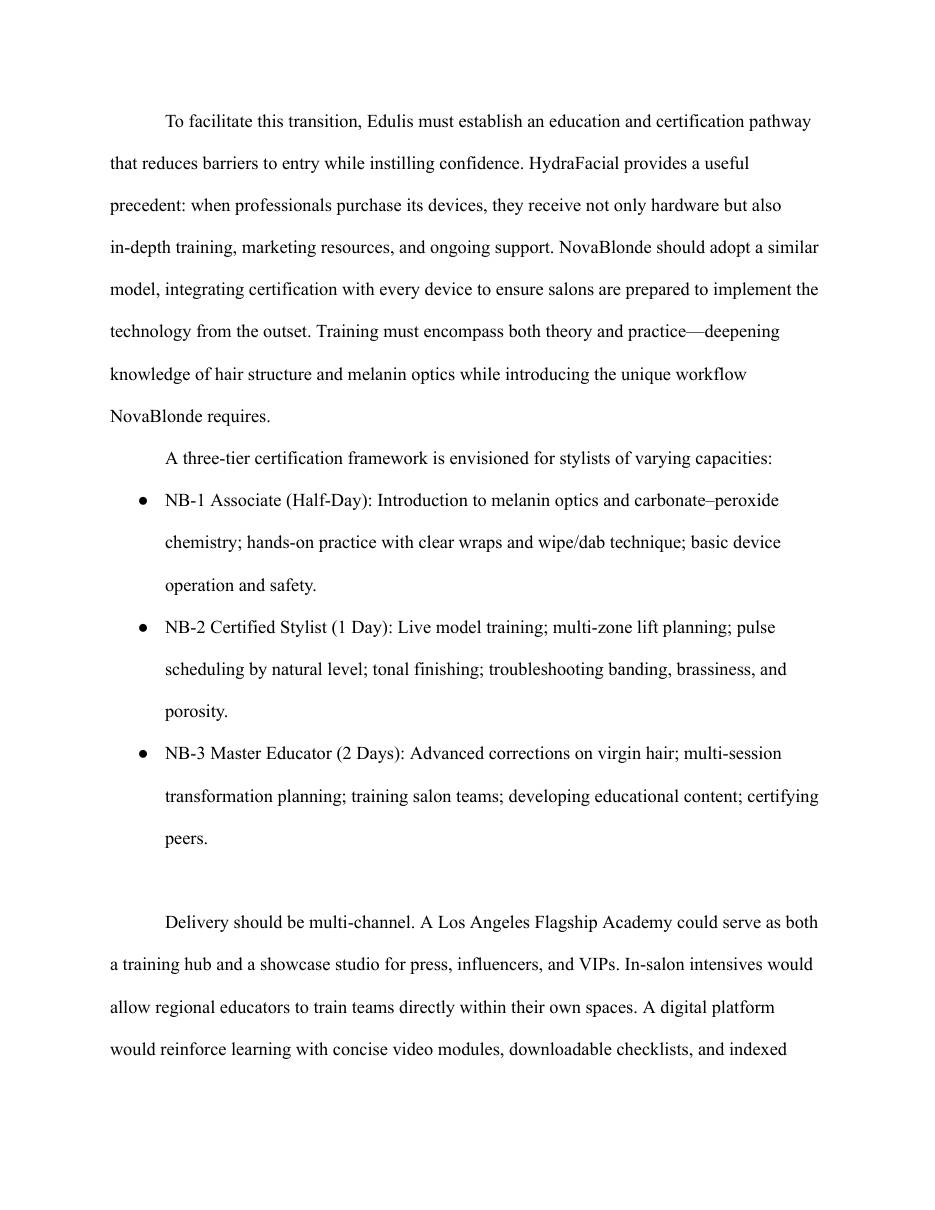 To facilitate this transition, Edulis must establish an education and certification pathway
that reduces barriers to entry while instilling confidence. HydraFacial provides a useful
precedent: when professionals purchase its devices, they receive not only hardware but also
in-depth training, marketing resources, and ongoing support. NovaBlonde should adopt a similar
model, integrating certification with every device to ensure salons are prepared to implement the
technology from the outset. Training must encompass both theory and practice—deepening
knowledge of hair structure and melanin optics while introducing the unique workflow
NovaBlonde requires.
A three-tier certification framework is envisioned for stylists of varying capacities:
● NB-1 Associate (Half-Day): Introduction to melanin optics and carbonate–peroxide
chemistry; hands-on practice with clear wraps and wipe/dab technique; basic device
operation and safety.
● NB-2 Certified Stylist (1 Day): Live model training; multi-zone lift planning; pulse
scheduling by natural level; tonal finishing; troubleshooting banding, brassiness, and
porosity.
● NB-3 Master Educator (2 Days): Advanced corrections on virgin hair; multi-session
transformation planning; training salon teams; developing educational content; certifying
peers.
Delivery should be multi-channel. A Los Angeles Flagship Academy could serve as both
a training hub and a showcase studio for press, influencers, and VIPs. In-salon intensives would
allow regional educators to train teams directly within their own spaces. A digital platform
would reinforce learning with concise video modules, downloadable checklists, and indexed